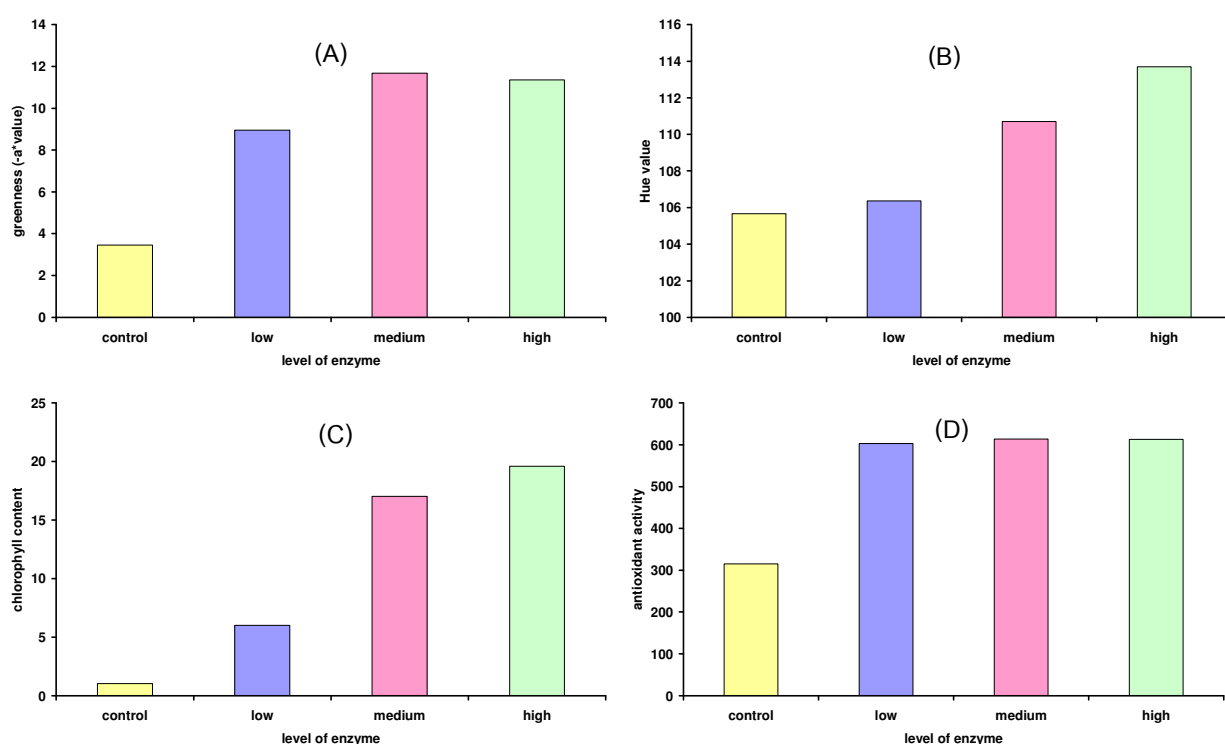 (A)
greenness (-a*value)
14
12
10
8
6
4
2
0
control low medium high
level of enzyme
(B)
Hue value
116
114
112
110
108
106
104
102
100
control low medium high
level of enzyme
(C)
chlorophyll content
25
20
15
10
5
0
control low medium high
level of enzyme
(D)
antioxidant activity
700
600
500
400
300
200
100
0
control low medium high
level of enzyme